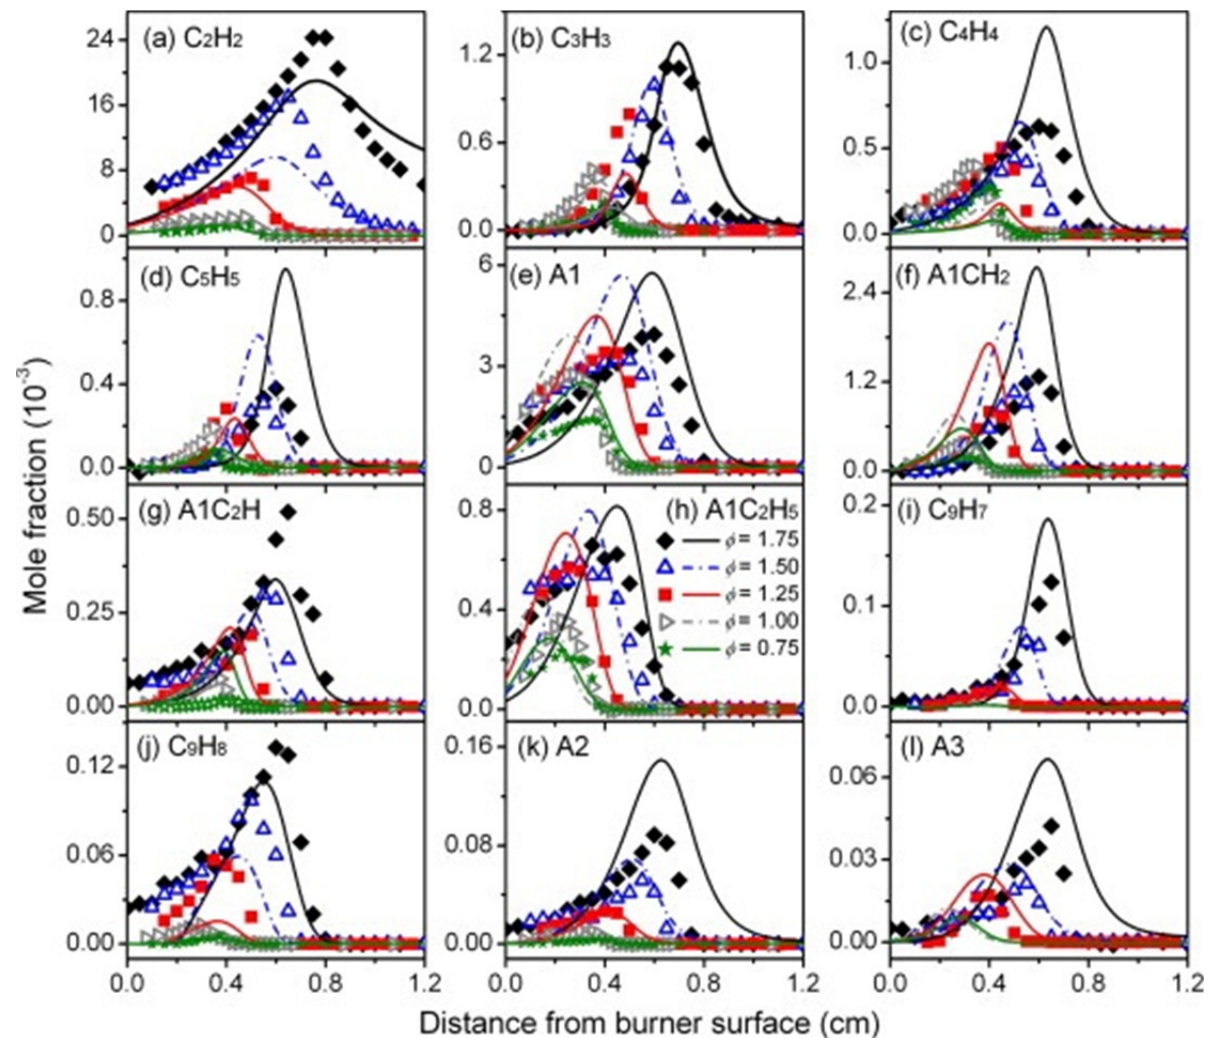 (a) C₂H₂
(b) C₃H₃
(c) C₄H₄
24
16
8
0
1.2
0.6
0.0
1.0
0.5
0.0
(d) C₅H₅
(e) A1
(f) A1CH₂
0.8
0.4
0.0
6
3
0
2.4
1.2
0.0
Mole fraction (10⁻³)
(g) A1C₂H
(h) A1C₂H₅
(i) C₉H₇
0.50
0.25
0.00
0.8
0.4
0.0
ϕ = 1.75
ϕ = 1.50
ϕ = 1.25
ϕ = 1.00
ϕ = 0.75
0.2
0.1
0.0
(j) C₉H₈
(k) A2
(l) A3
0.12
0.06
0.00
0.16
0.08
0.00
0.06
0.03
0.00
0.0 0.4 0.8 1.2 0.0 0.4 0.8 1.2 0.0 0.4 0.8 1.2
Distance from burner surface (cm)